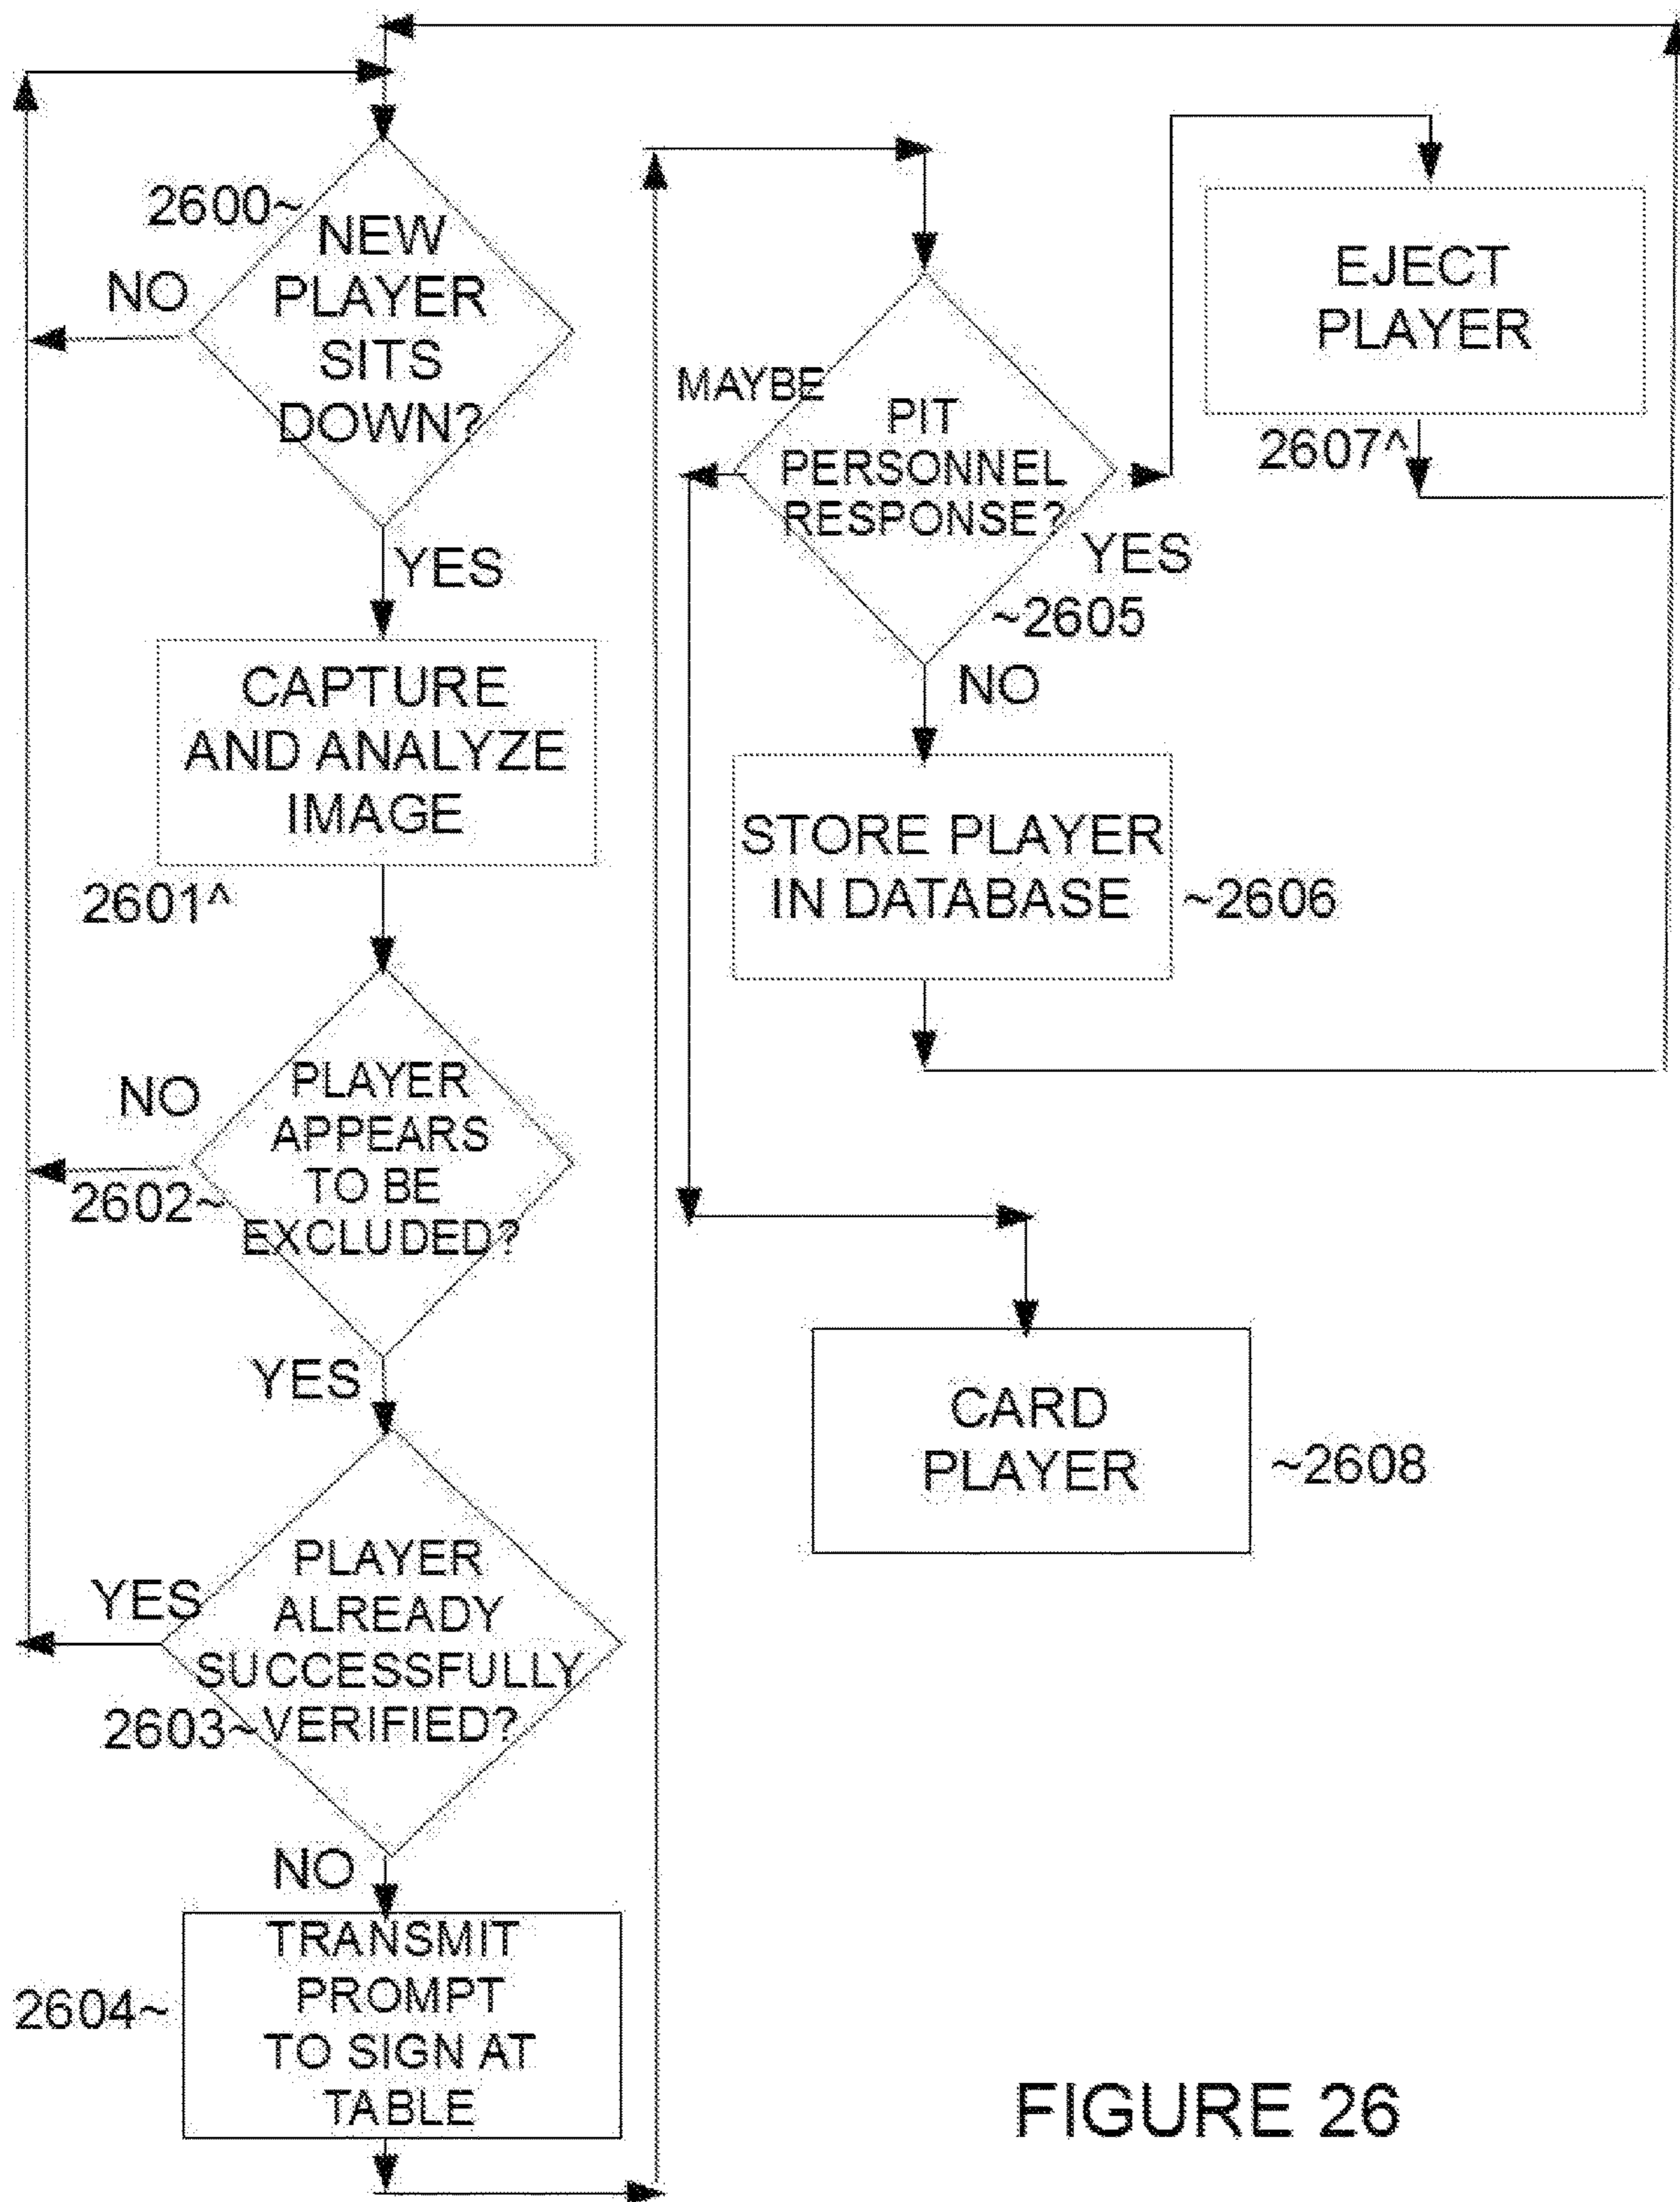 2600~
NEW
PLAYER
SITS
DOWN?
NO
YES
CAPTURE
AND ANALYZE
IMAGE
2601^
PLAYER
APPEARS
TO BE
EXCLUDED?
NO
2602~
YES
PLAYER
ALREADY
SUCCESSFULLY
VERIFIED?
YES
2603~
NO
TRANSMIT
PROMPT
TO SIGN AT
TABLE
2604~
MAYBE
PIT
PERSONNEL
RESPONSE?
YES
~2605
NO
STORE PLAYER
IN DATABASE
~2606
EJECT
PLAYER
2607^
CARD
PLAYER
~2608
FIGURE 26